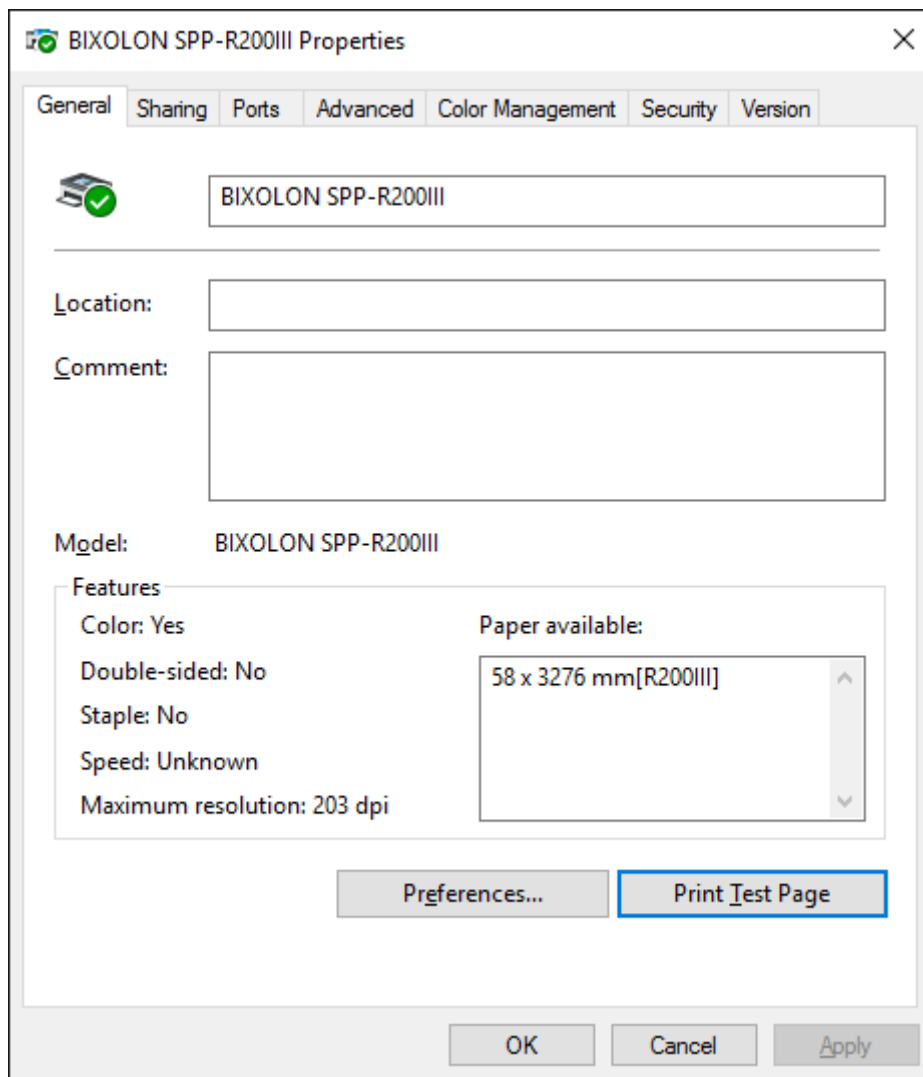 BIXOLON SPP-R200III Properties
General Sharing Ports Advanced Color Management Security Version
BIXOLON SPP-R200III
Location:
Comment:
Model: BIXOLON SPP-R200III
Features
Color: Yes
Paper available:
Double-sided: No
58 x 3276 mm[R200III]
Staple: No
Speed: Unknown
Maximum resolution: 203 dpi
Preferences... Print Test Page
OK Cancel Apply